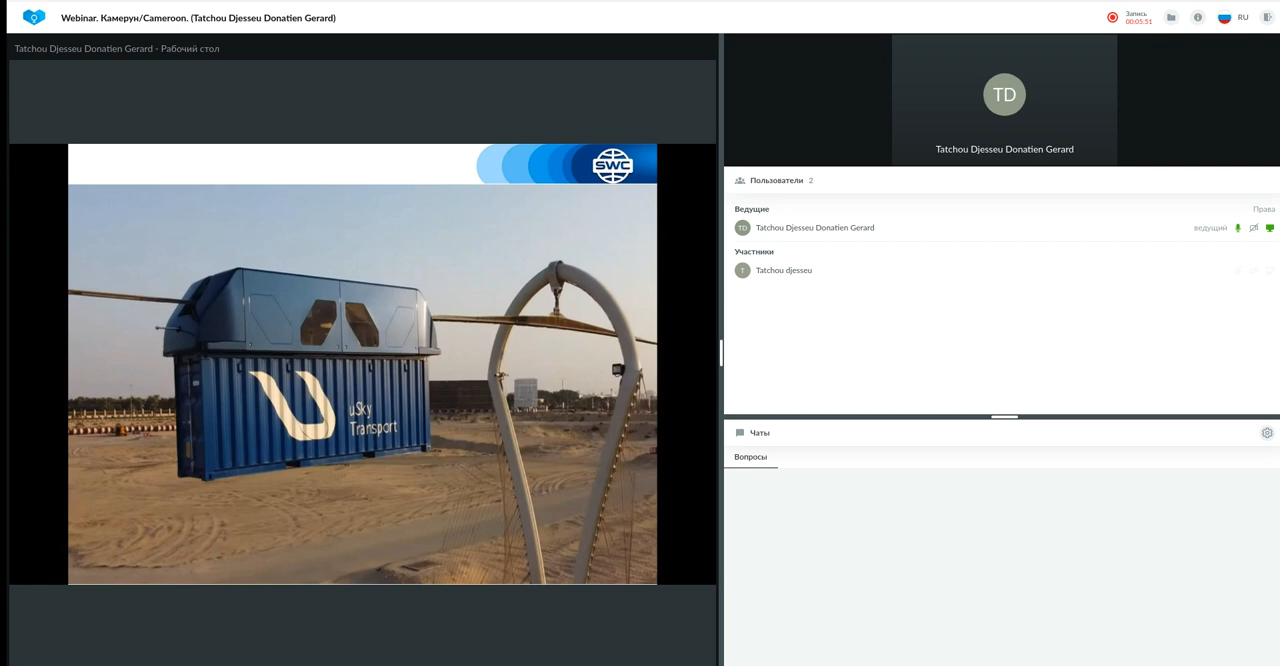 Webinar. Камерун/Cameroon. (Tatchou Djesseu Donatien Gerard)
Запись
00:05:51
RU
Tatchou Djesseu Donatien Gerard - Рабочий стол
SWC
uSky
Transport
TD
Tatchou Djesseu Donatien Gerard
Пользователи 2
Ведущие Права
TD Tatchou Djesseu Donatien Gerard ведущий
Участники
T Tatchou djesseu
Чаты
Вопросы